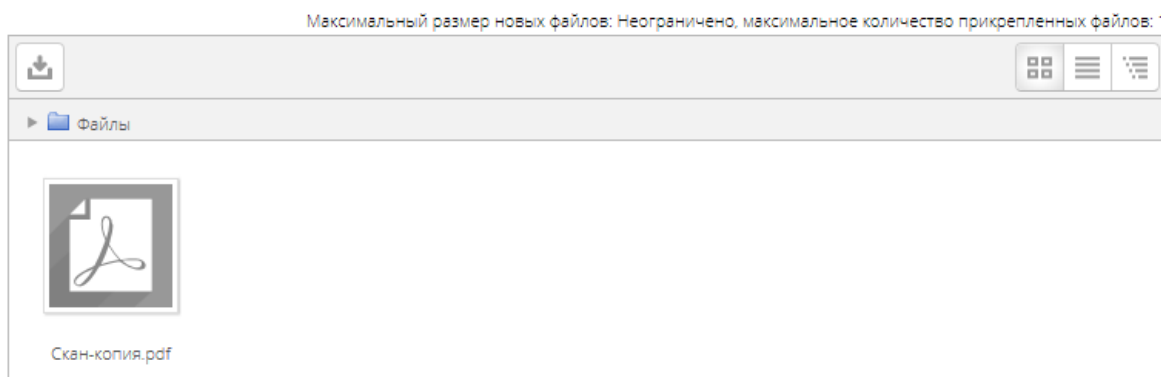 Максимальный размер новых файлов: Неограничено, максимальное количество прикрепленных файлов:
Файлы
Скан-копия.pdf